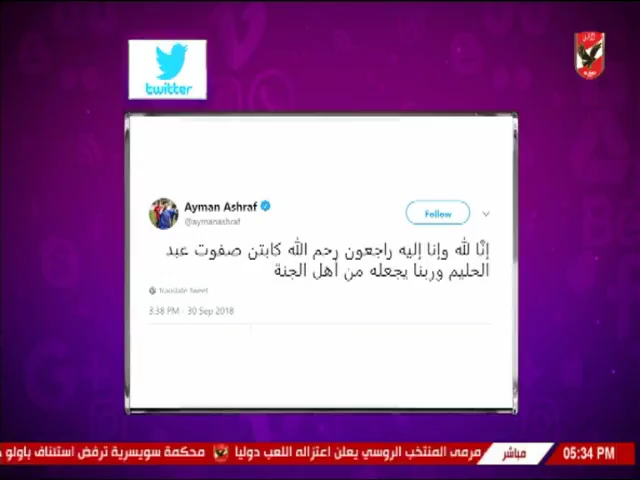 twitter
Ayman Ashraf
@aymanashraf
Follow
إنَّا لله وإنا إليه راجعون رحم الله كابتن صفوت عبد
الحليم وربنا يجعله من أهل الجنة
Translate Tweet
3:38 PM - 30 Sep 2018
05:34 PM
مباشر
مرمى المنتخب الروسي يعلن اعتزاله اللعب دوليا
محكمة سويسرية ترفض استئناف باولو